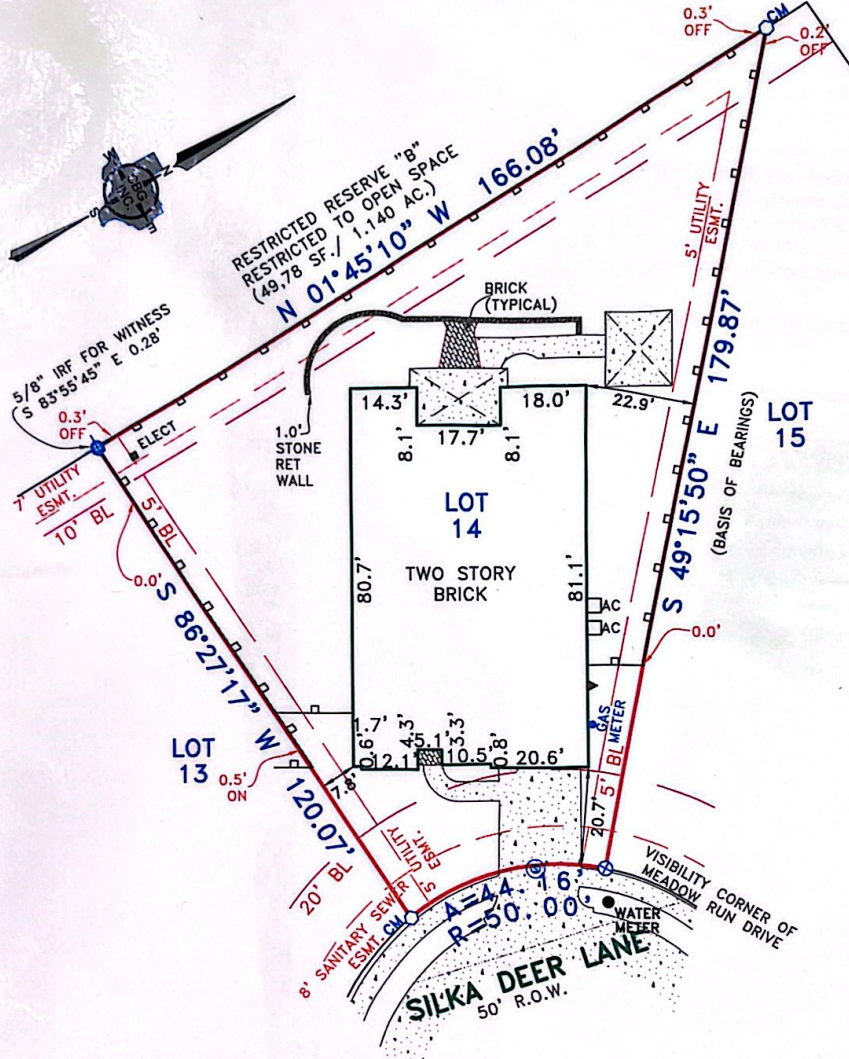 0.3'
OFF
CM
0.2'
OFF
W
N
S
E
RESTRICTED RESERVE "B"
RESTRICTED TO OPEN SPACE
(49,78 SF./ 1.140 AC.)
N 01°45'10" W 166.08'
5' UTILITY
ESMT.
BRICK
(TYPICAL)
5/8" IRF FOR WITNESS
S 83°55'45" E 0.28'
0.3'
OFF
ELECT
7' UTILITY
ESMT.
10' BL
5' BL
0.0'
1.0'
STONE
RET
WALL
14.3'
8.1'
17.7'
8.1'
18.0'
22.9'
LOT
15
S 49°15'50" E 179.87'
(BASIS OF BEARINGS)
LOT
14
TWO STORY
BRICK
80.7'
81.1'
AC
AC
0.0'
GAS
METER
5' BL
S 86°27'17" W 120.07'
LOT
13
0.5'
ON
1.7'
0.6'
12.1'
4.3'
5.1'
3.3'
10.5'
0.8'
20.6'
7.8'
20.7'
20' BL
5' UTILITY
ESMT.
8' SANITARY SEWER
ESMT.
CM
A=44.16'
R=50.00'
WATER
METER
VISIBILITY CORNER OF
MEADOW RUN DRIVE
SILKA DEER LANE
50' R.O.W.